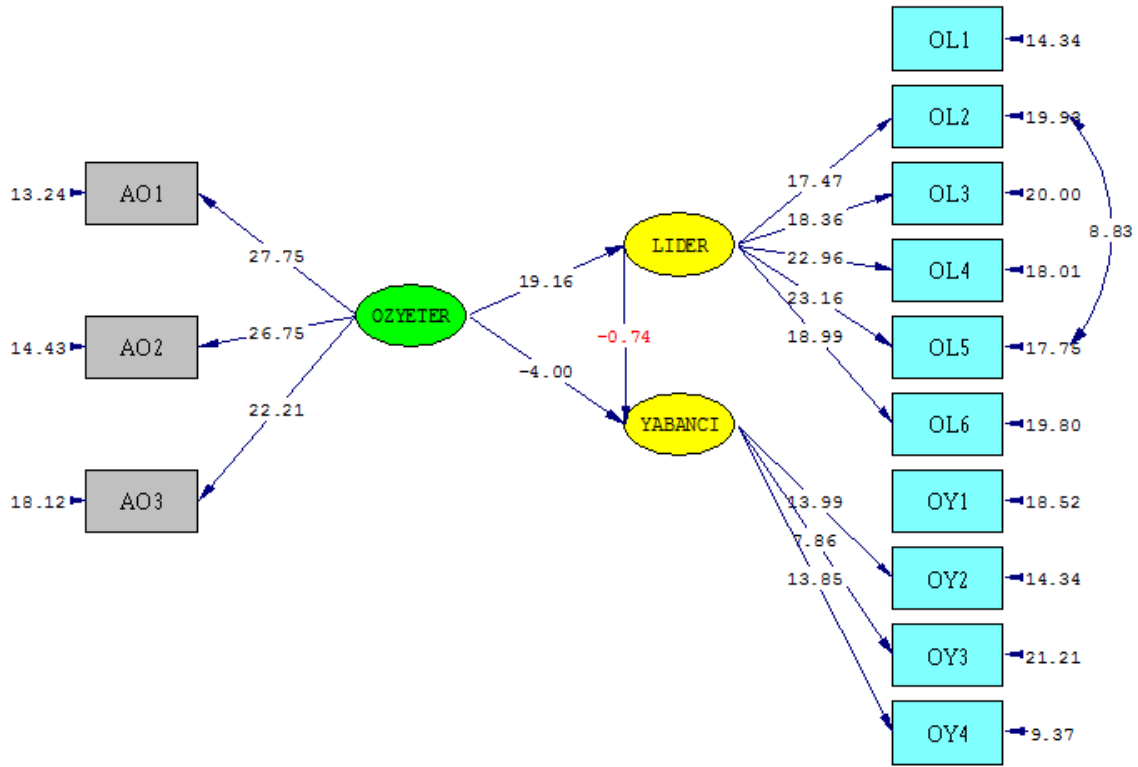 OL1
14.34
OL2
19.93
17.47
AO1
13.24
OL3
20.00
18.36
8.83
LIDER
27.75
OL4
18.01
22.96
19.16
23.16
OZYETER
26.75
-0.74
18.99
AO2
14.43
OL5
17.75
-4.00
22.21
YABANCI
OL6
19.80
AO3
18.12
13.99
OY1
18.52
7.86
13.85
OY2
14.34
OY3
21.21
OY4
9.37